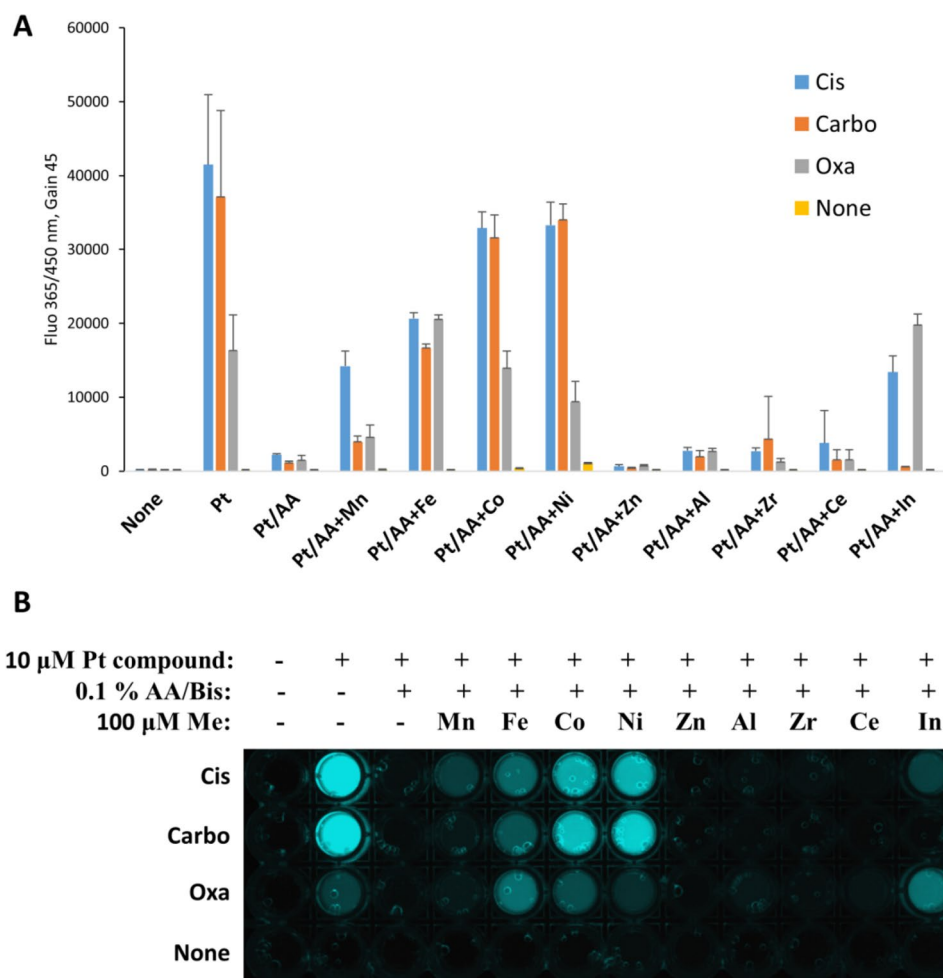 A
60000
50000
40000
30000
20000
10000
0
Fluo 365/450 nm, Gain 45
Cis
Carbo
Oxa
None
None
Pt
Pt/AA
Pt/AA+Mn
Pt/AA+Fe
Pt/AA+Co
Pt/AA+Ni
Pt/AA+Zn
Pt/AA+Al
Pt/AA+Zr
Pt/AA+Ce
Pt/AA+In
B
10 µM Pt compound: - + + + + + + + + + + +
0.1 % AA/Bis: - - + + + + + + + + + +
100 µM Me: - - - Mn Fe Co Ni Zn Al Zr Ce In
Cis
Carbo
Oxa
None